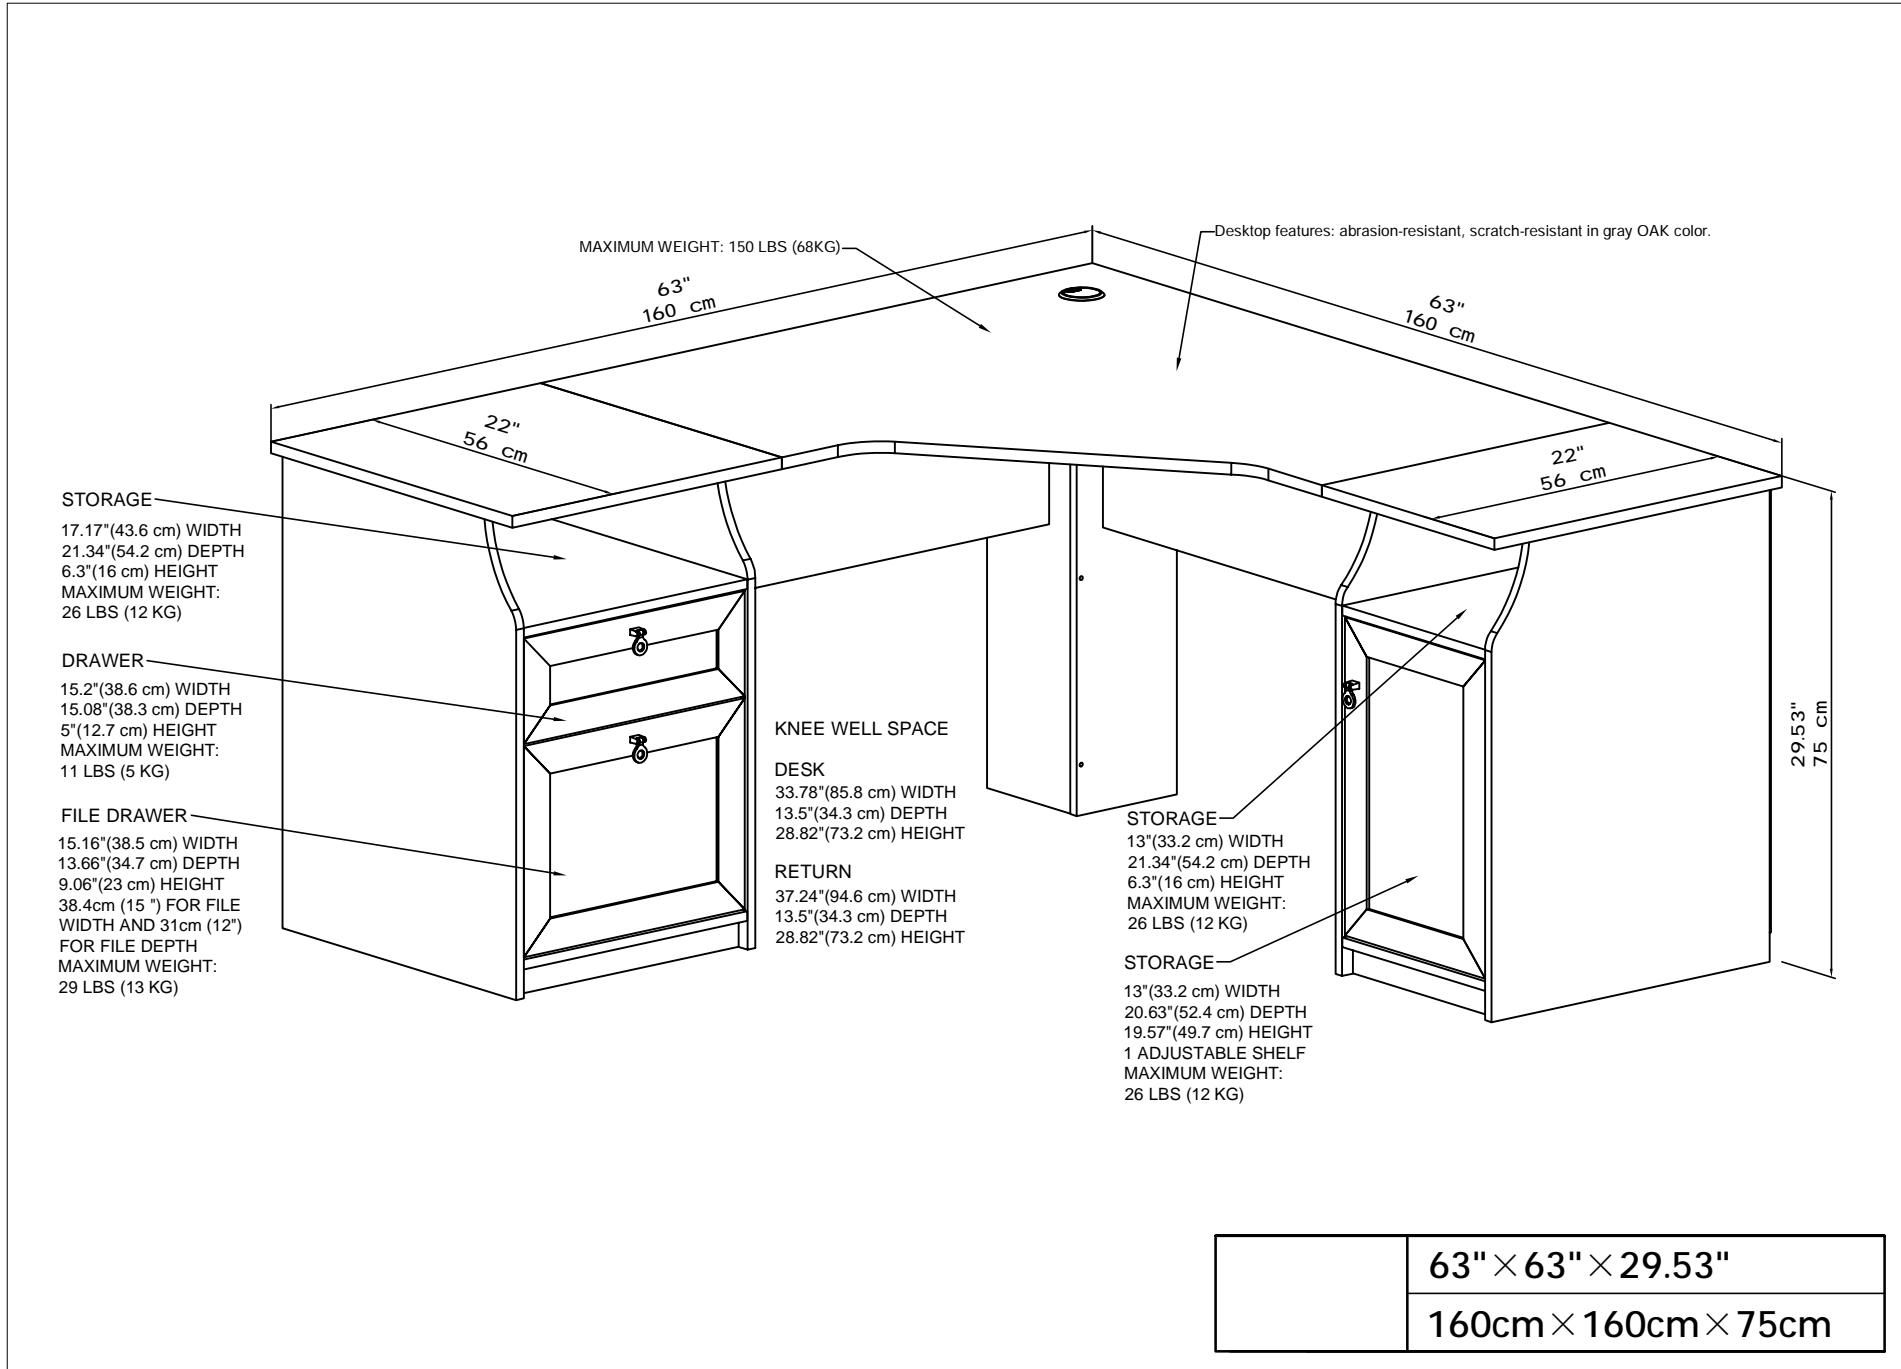 MAXIMUM WEIGHT: 150 LBS (68KG)
Desktop features: abrasion-resistant, scratch-resistant in gray OAK color.
63"
160 cm
63"
160 cm
22"
56 cm
22"
56 cm
STORAGE
17.17"(43.6 cm) WIDTH
21.34"(54.2 cm) DEPTH
6.3"(16 cm) HEIGHT
MAXIMUM WEIGHT:
26 LBS (12 KG)
DRAWER
15.2"(38.6 cm) WIDTH
15.08"(38.3 cm) DEPTH
5"(12.7 cm) HEIGHT
MAXIMUM WEIGHT:
11 LBS (5 KG)
FILE DRAWER
15.16"(38.5 cm) WIDTH
13.66"(34.7 cm) DEPTH
9.06"(23 cm) HEIGHT
38.4cm (15 ") FOR FILE
WIDTH AND 31cm (12")
FOR FILE DEPTH
MAXIMUM WEIGHT:
29 LBS (13 KG)
KNEE WELL SPACE
DESK
33.78"(85.8 cm) WIDTH
13.5"(34.3 cm) DEPTH
28.82"(73.2 cm) HEIGHT
RETURN
37.24"(94.6 cm) WIDTH
13.5"(34.3 cm) DEPTH
28.82"(73.2 cm) HEIGHT
STORAGE
13"(33.2 cm) WIDTH
21.34"(54.2 cm) DEPTH
6.3"(16 cm) HEIGHT
MAXIMUM WEIGHT:
26 LBS (12 KG)
STORAGE
13"(33.2 cm) WIDTH
20.63"(52.4 cm) DEPTH
19.57"(49.7 cm) HEIGHT
1 ADJUSTABLE SHELF
MAXIMUM WEIGHT:
26 LBS (12 KG)
29.53"
75 cm
63"×63"×29.53"
160cm×160cm×75cm